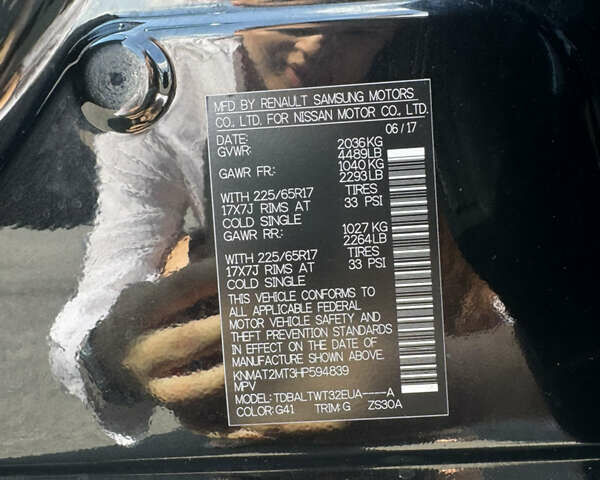 MFD BY RENAULT SAMSUNG MOTORS
CO., LTD. FOR NISSAN MOTOR CO., LTD.
DATE: 06/17
GVWR: 2036KG
4489LB
GAWR FR: 1040KG
2293LB
WITH 225/65R17 TIRES
17X7J RIMS AT 33 PSI
COLD SINGLE
GAWR RR: 1027KG
2264LB
WITH 225/65R17 TIRES
17X7J RIMS AT 33 PSI
COLD SINGLE
THIS VEHICLE CONFORMS TO
ALL APPLICABLE FEDERAL
MOTOR VEHICLE SAFETY AND
THEFT PREVENTION STANDARDS
IN EFFECT ON THE DATE OF
MANUFACTURE SHOWN ABOVE.
KNMAT2MT3HP594839
MPV
MODEL: TDBALTWT32EUA----A
COLOR: G41 TRIM: G ZS30A